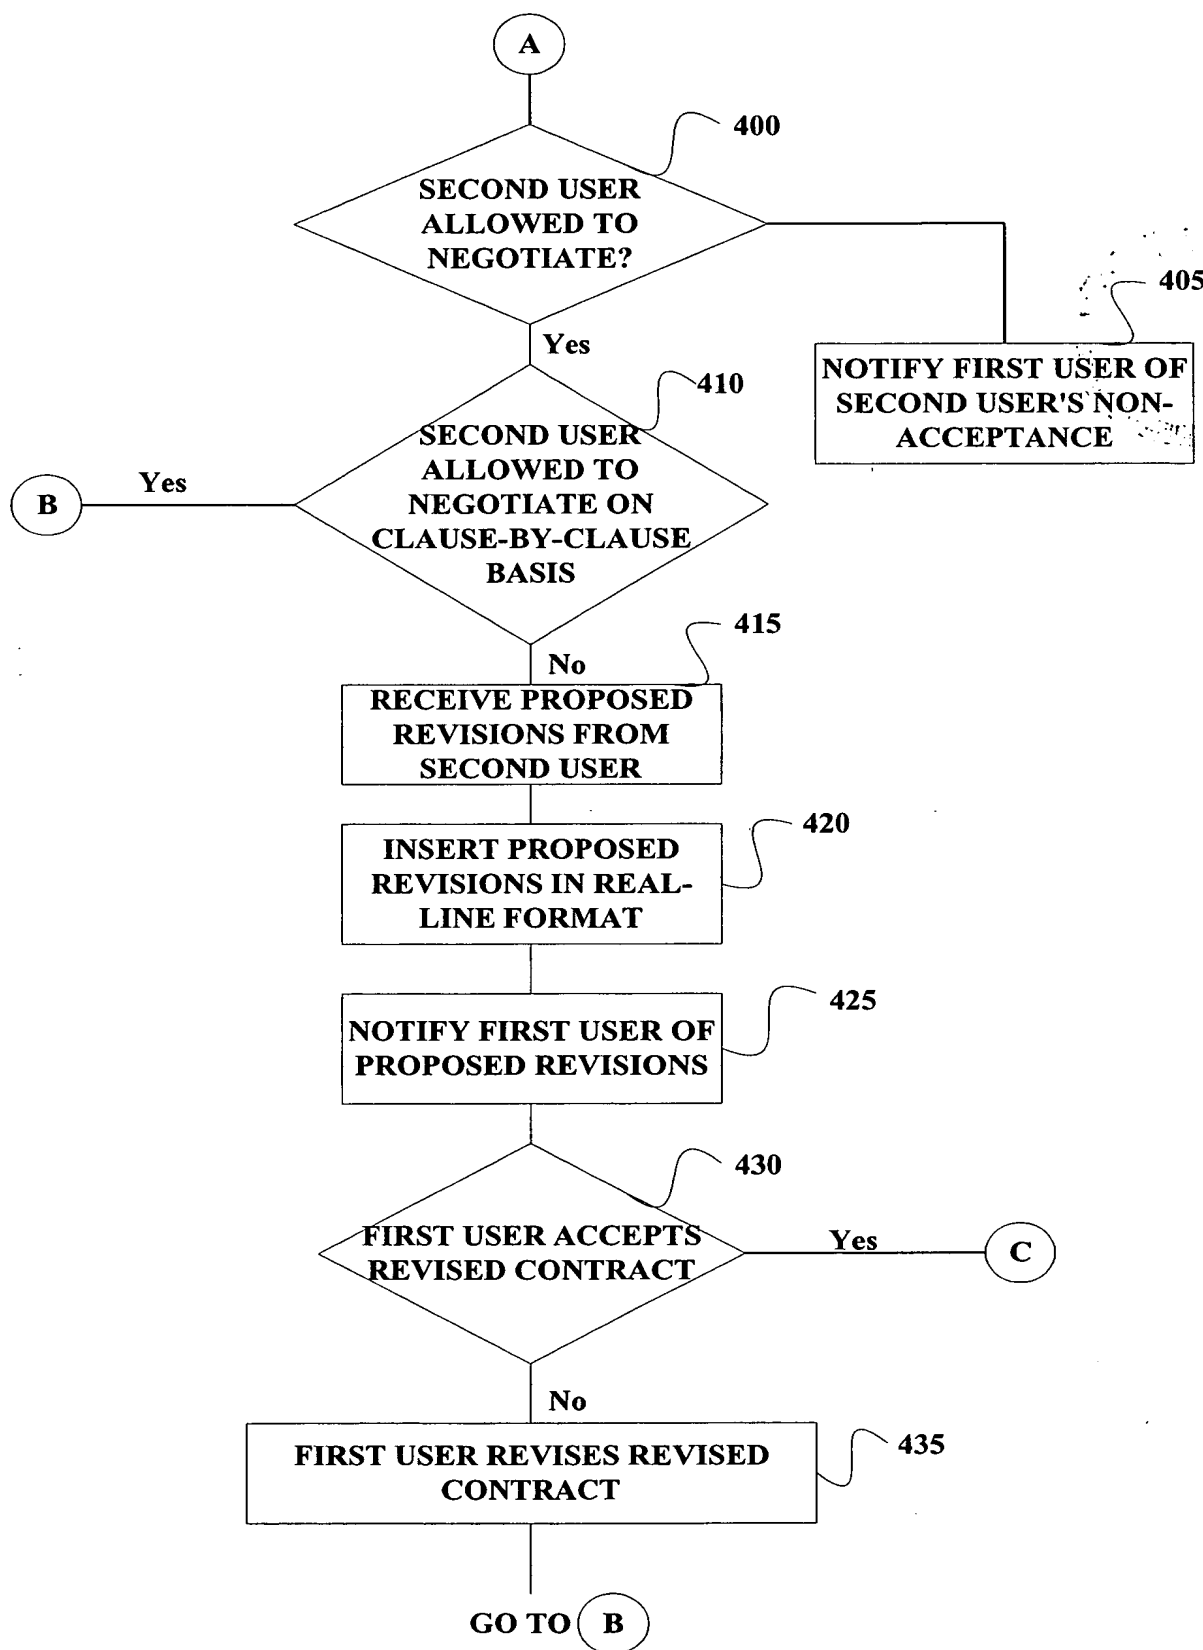 A
400
SECOND USER
ALLOWED TO
NEGOTIATE?
405
Yes
NOTIFY FIRST USER OF
SECOND USER'S NON-
ACCEPTANCE
410
SECOND USER
ALLOWED TO
NEGOTIATE ON
CLAUSE-BY-CLAUSE
BASIS
Yes
B
415
No
RECEIVE PROPOSED
REVISIONS FROM
SECOND USER
420
INSERT PROPOSED
REVISIONS IN REAL-
LINE FORMAT
425
NOTIFY FIRST USER OF
PROPOSED REVISIONS
430
FIRST USER ACCEPTS
REVISED CONTRACT
Yes
C
No
435
FIRST USER REVISES REVISED
CONTRACT
GO TO B